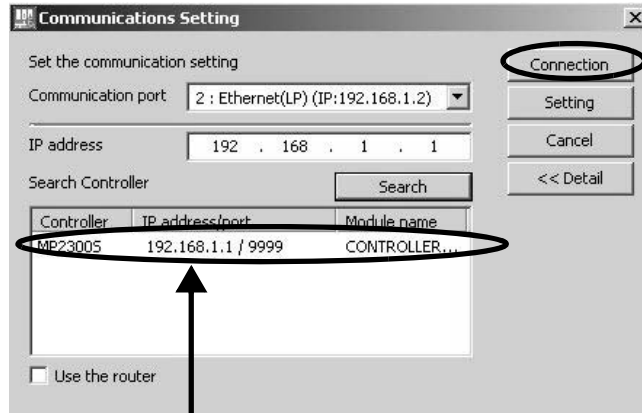 Communications Setting
Set the communication setting
Communication port 2 : Ethernet(LP) (IP:192.168.1.2)
IP address 192 . 168 . 1 . 1
Search Controller Search
Controller IP address/port Module name
MP2300S 192.168.1.1 / 9999 CONTROLLER...
Use the router
Connection
Setting
Cancel
<< Detail